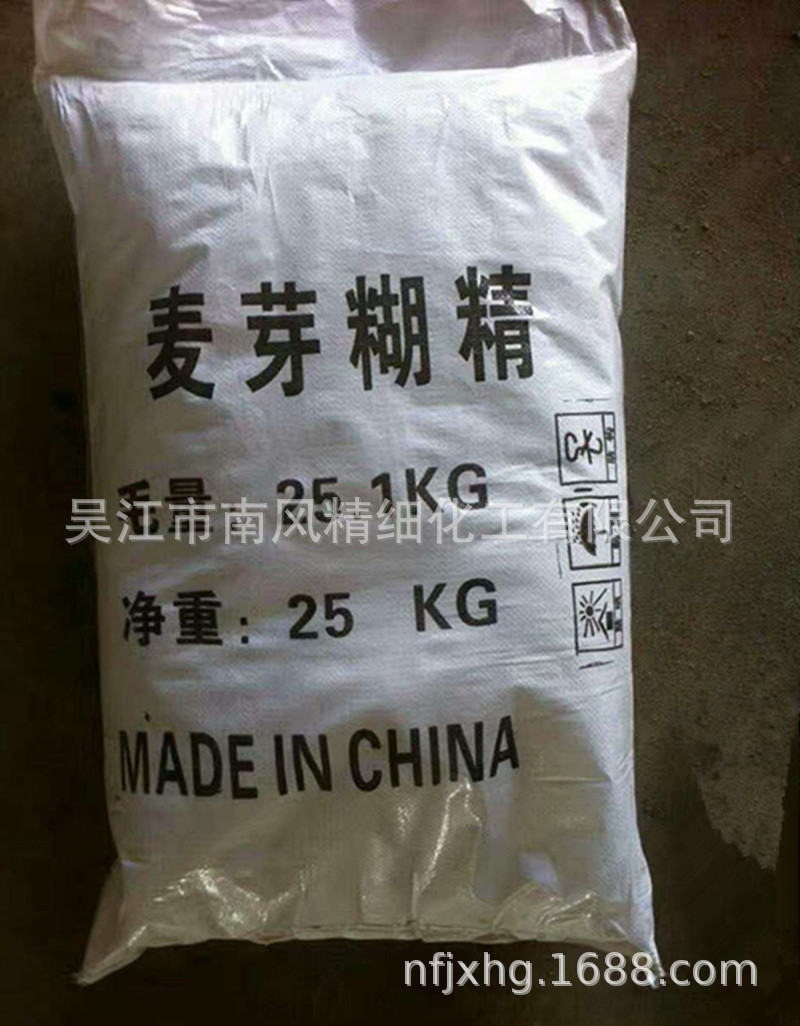 麦芽糊精
毛量: 25.1KG
吴江市南风精细化工有限公司
净重: 25 KG
MADE IN CHINA
nfjxhg.1688.com